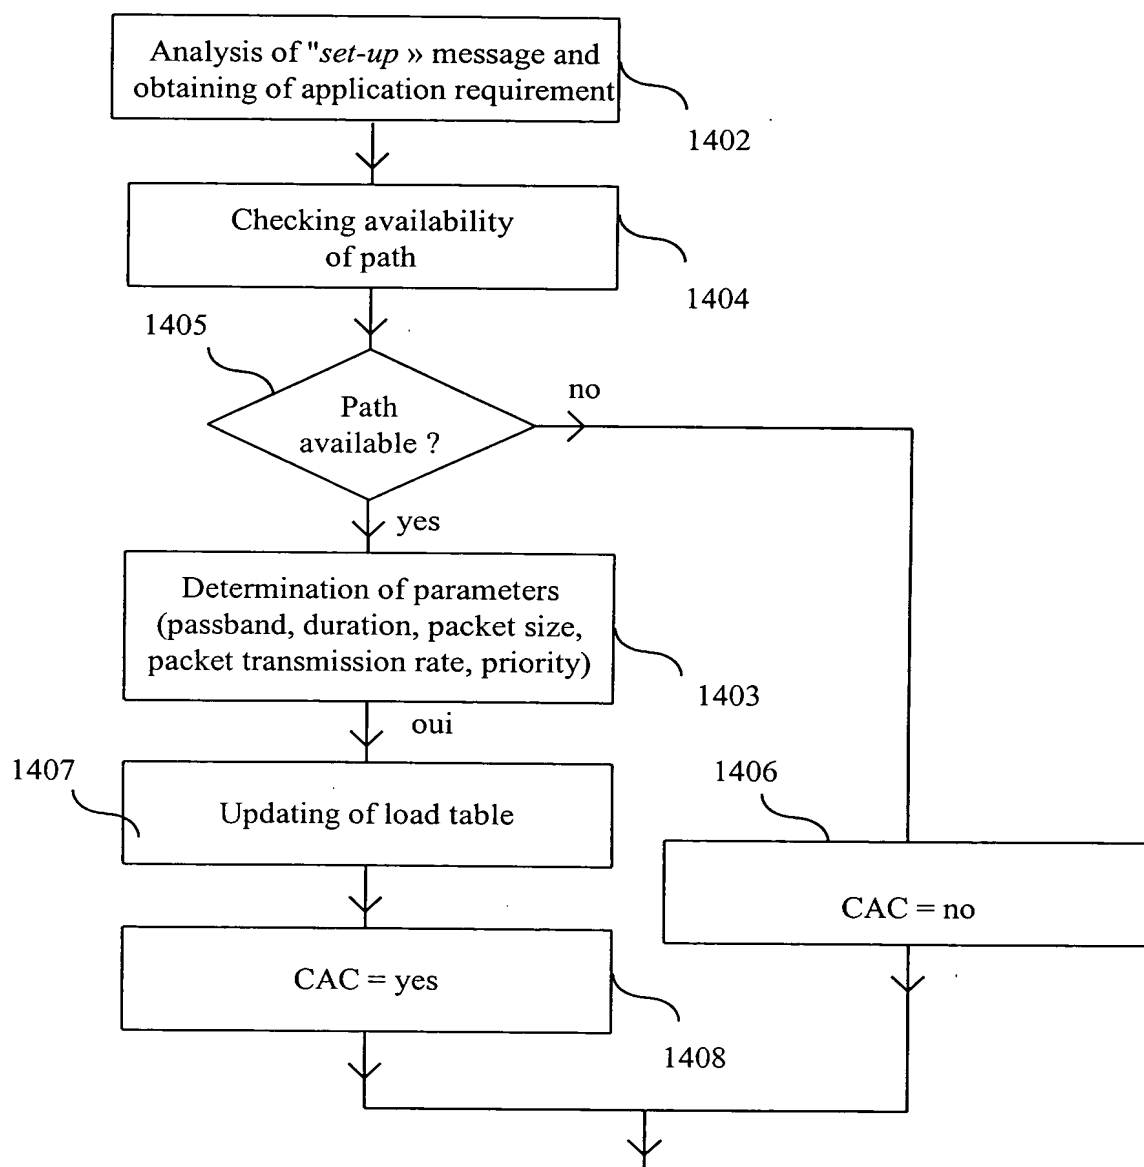 Analysis of "set-up » message and
obtaining of application requirement
1402
Checking availability
of path
1404
1405
Path
available ?
no
yes
Determination of parameters
(passband, duration, packet size,
packet transmission rate, priority)
1403
oui
1407
Updating of load table
1406
CAC = no
CAC = yes
1408